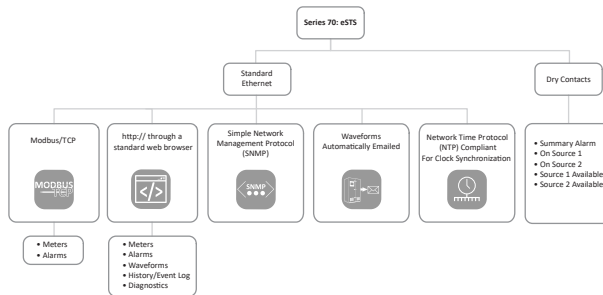 Series 70: eSTS
Standard
Ethernet
Dry Contacts
Modbus/TCP
MODBUS
TCP
http:// through a
standard web browser
</>
Simple Network
Management Protocol
(SNMP)
SNMP
Waveforms
Automatically Emailed
Network Time Protocol
(NTP) Compliant
For Clock Synchronization
• Summary Alarm
• On Source 1
• On Source 2
• Source 1 Available
• Source 2 Available
• Meters
• Alarms
• Meters
• Alarms
• Waveforms
• History/Event Log
• Diagnostics